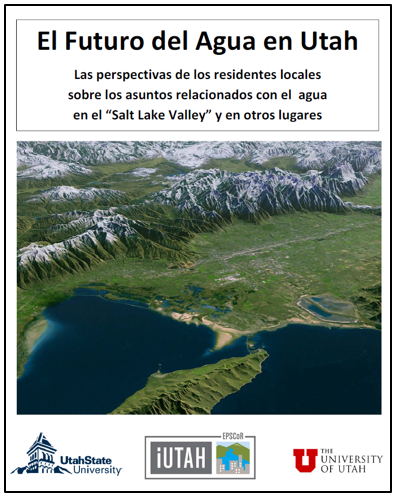 El Futuro del Agua en Utah
Las perspectivas de los residentes locales
sobre los asuntos relacionados con el agua
en el “Salt Lake Valley” y en otros lugares
UtahState
University
EPSCoR
iUTAH
THE
UNIVERSITY
OF UTAH